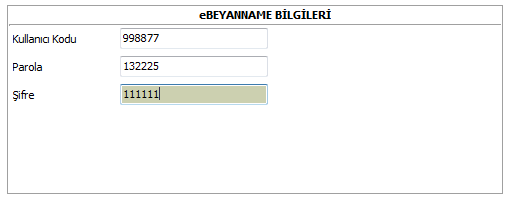 eBEYANNAME BİLGİLERİ
Kullanıcı Kodu 998877
Parola 132225
Şifre 111111